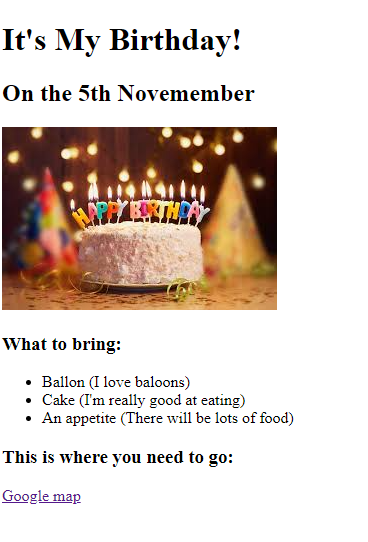 It's My Birthday!
On the 5th Novemember
HAPPY BIRTHDAY
What to bring:
Ballon (I love baloons)
Cake (I'm really good at eating)
An appetite (There will be lots of food)
This is where you need to go:
Google map